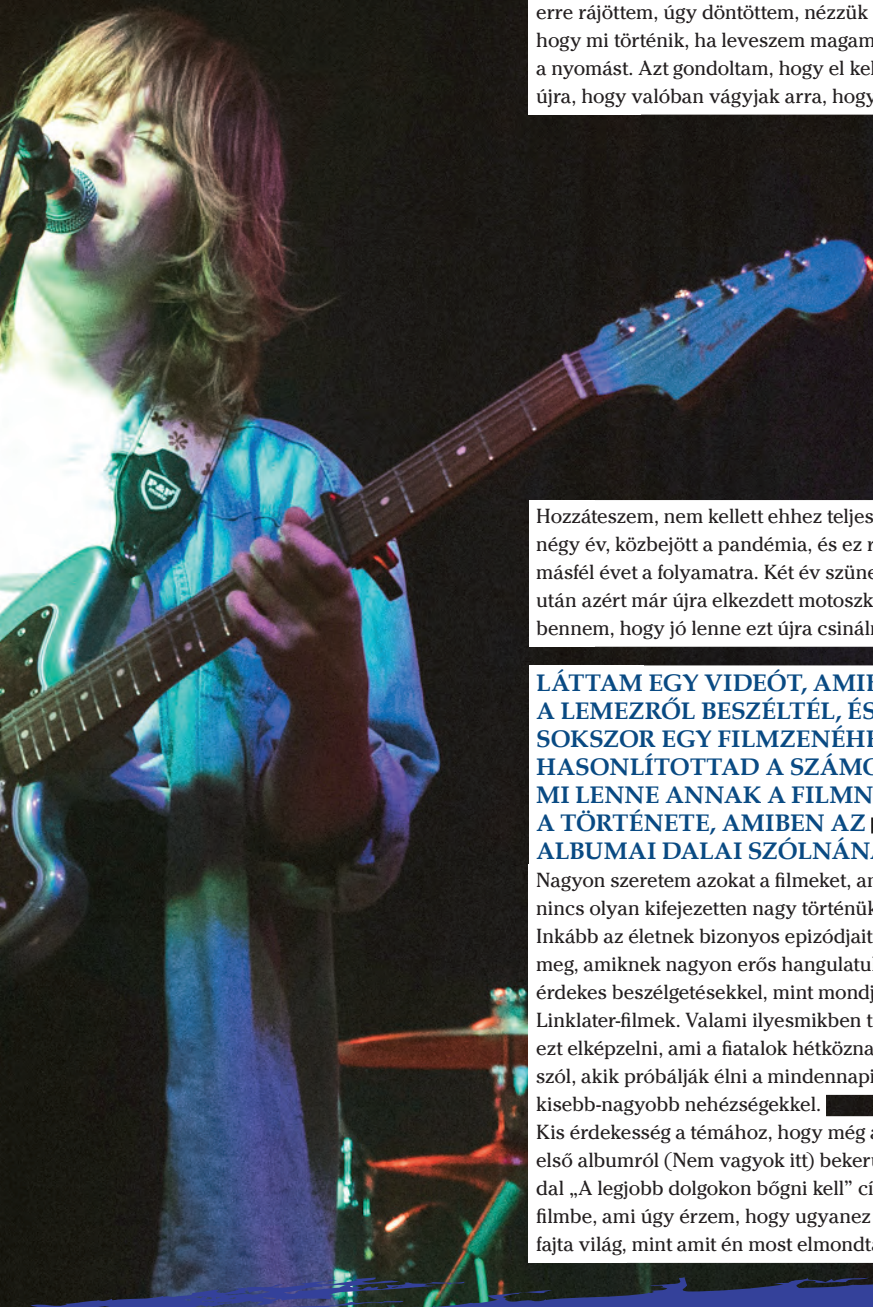 erre rájöttem, úgy döntöttem, nézzük
hogy mi történik, ha leveszem magam
a nyomást. Azt gondoltam, hogy el kel
újra, hogy valóban vágyjak arra, hogy
P&P
Hozzáteszem, nem kellett ehhez teljes
négy év, közbejött a pandémia, és ez
másfél évet a folyamatra. Két év szüne
után azért már újra elkezdett motoszk
bennem, hogy jó lenne ezt újra csináln
LÁTTAM EGY VIDEÓT, AMIB
A LEMEZRŐL BESZÉLTÉL, ÉS
SOKSZOR EGY FILMZENÉHE
HASONLÍTOTTAD A SZÁMO
MI LENNE ANNAK A FILMN
A TÖRTÉNETE, AMIBEN AZ
ALBUMAI DALAI SZÓLNÁNA
Nagyon szeretem azokat a filmeket, am
nincs olyan kifejezetten nagy történük
Inkább az életnek bizonyos epizódjait
meg, amiknek nagyon erős hangulatuk
érdekes beszélgetésekkel, mint mondj
Linklater-filmek. Valami ilyesmikben t
ezt elképzelni, ami a fiatalok hétközna
szól, akik próbálják élni a mindennapi
kisebb-nagyobb nehézségekkel.
Kis érdekesség a témához, hogy még a
első albumról (Nem vagyok itt) bekerü
dal „A legjobb dolgokon bőgni kell” cí
filmbe, ami úgy érzem, hogy ugyanez
fajta világ, mint amit én most elmondta